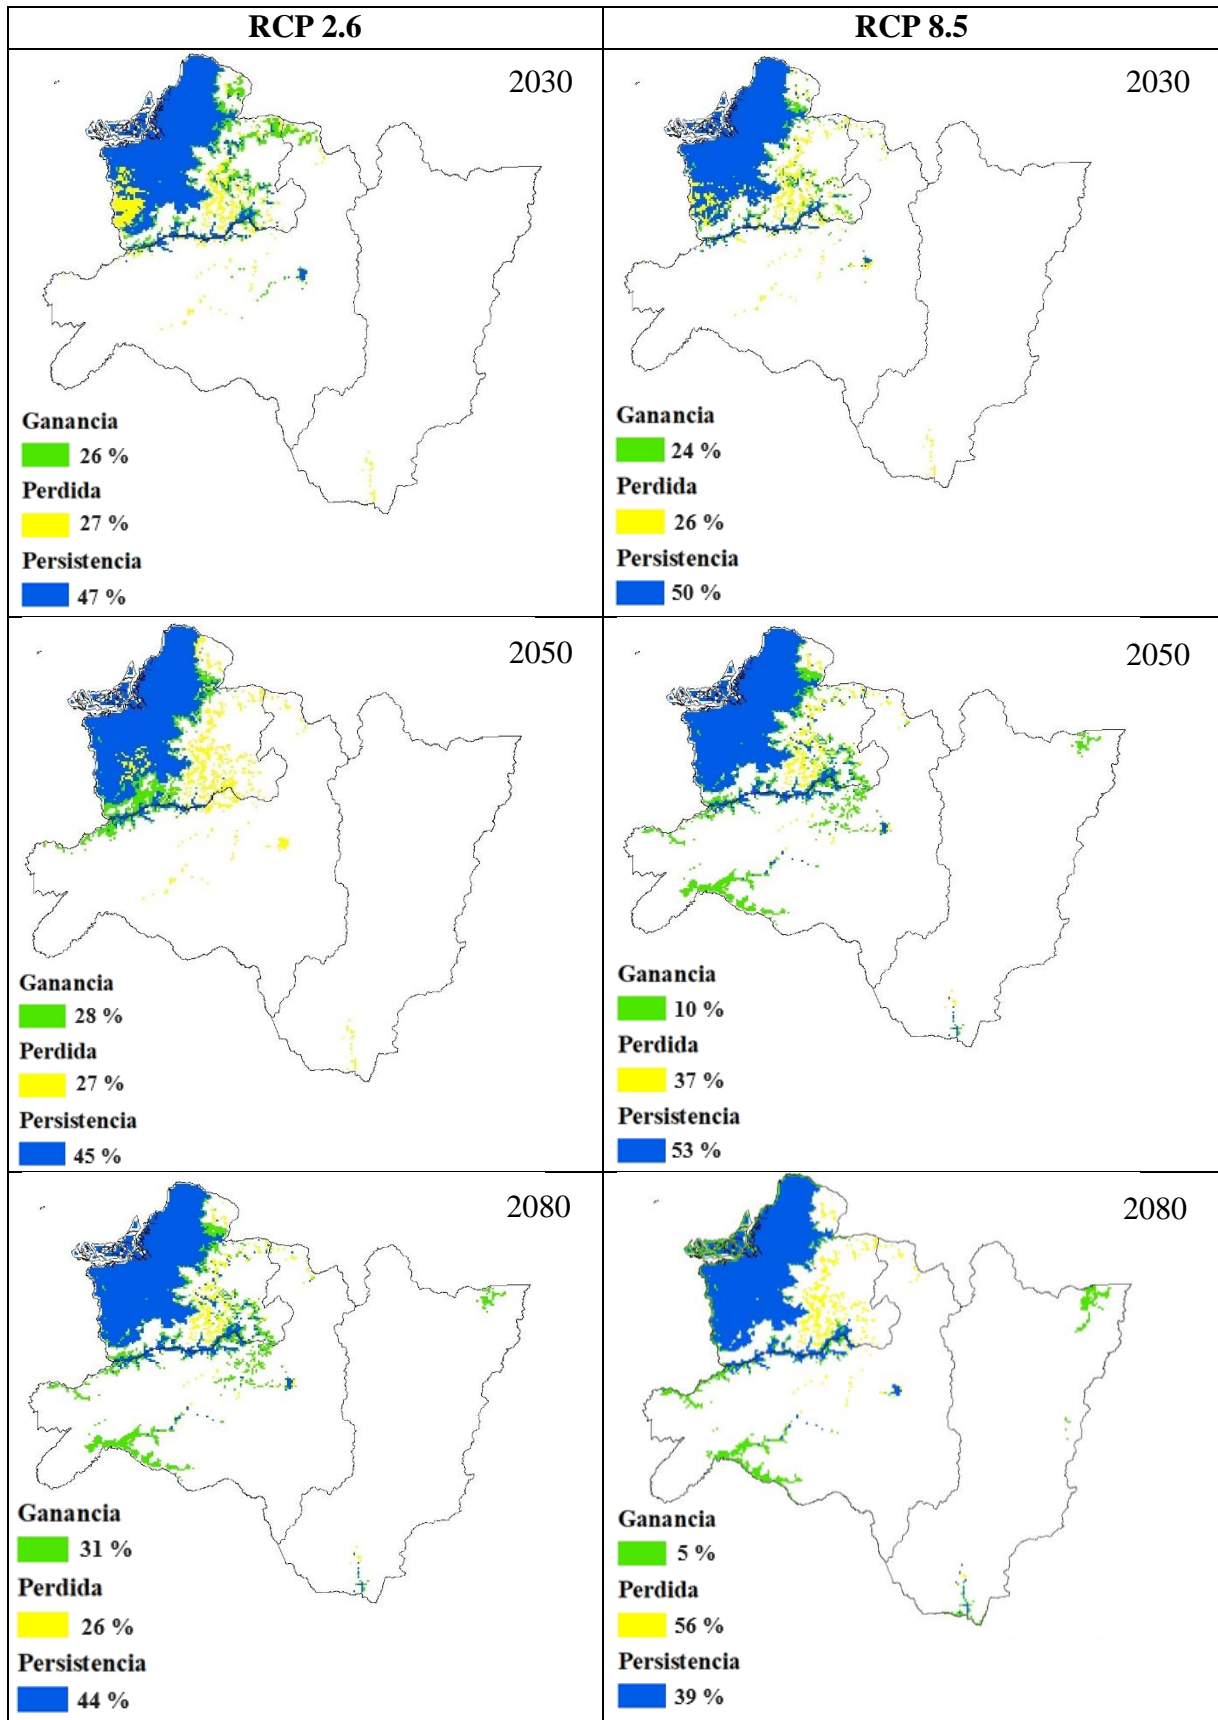 RCP 2.6
RCP 8.5
2030
Ganancia
26 %
Perdida
27 %
Persistencia
47 %
2030
Ganancia
24 %
Perdida
26 %
Persistencia
50 %
2050
Ganancia
28 %
Perdida
27 %
Persistencia
45 %
2050
Ganancia
10 %
Perdida
37 %
Persistencia
53 %
2080
Ganancia
31 %
Perdida
26 %
Persistencia
44 %
2080
Ganancia
5 %
Perdida
56 %
Persistencia
39 %